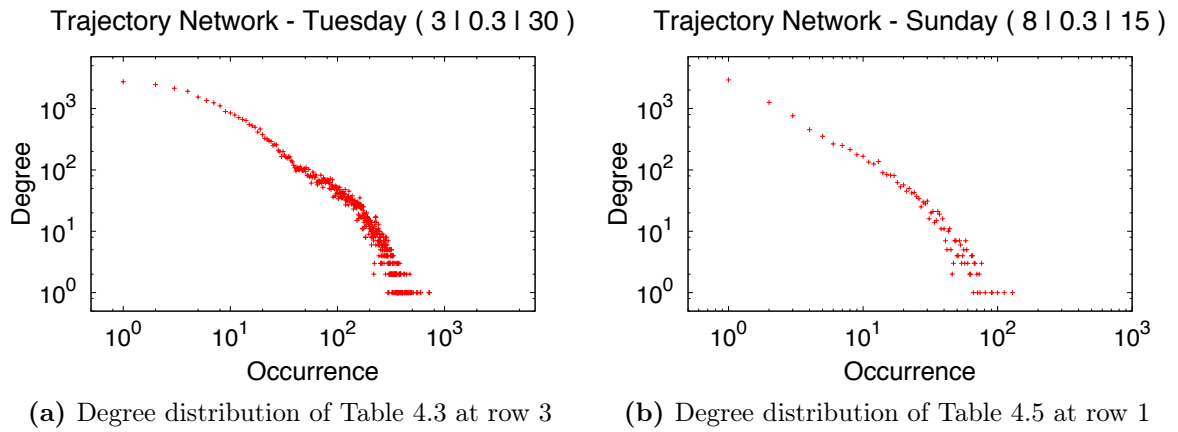 Trajectory Network - Tuesday ( 3 | 0.3 | 30 )
10^3
10^2
10^1
10^0
Degree
10^0 10^1 10^2 10^3
Occurrence
(a) Degree distribution of Table 4.3 at row 3
Trajectory Network - Sunday ( 8 | 0.3 | 15 )
10^3
10^2
10^1
10^0
Degree
10^0 10^1 10^2 10^3
Occurrence
(b) Degree distribution of Table 4.5 at row 1